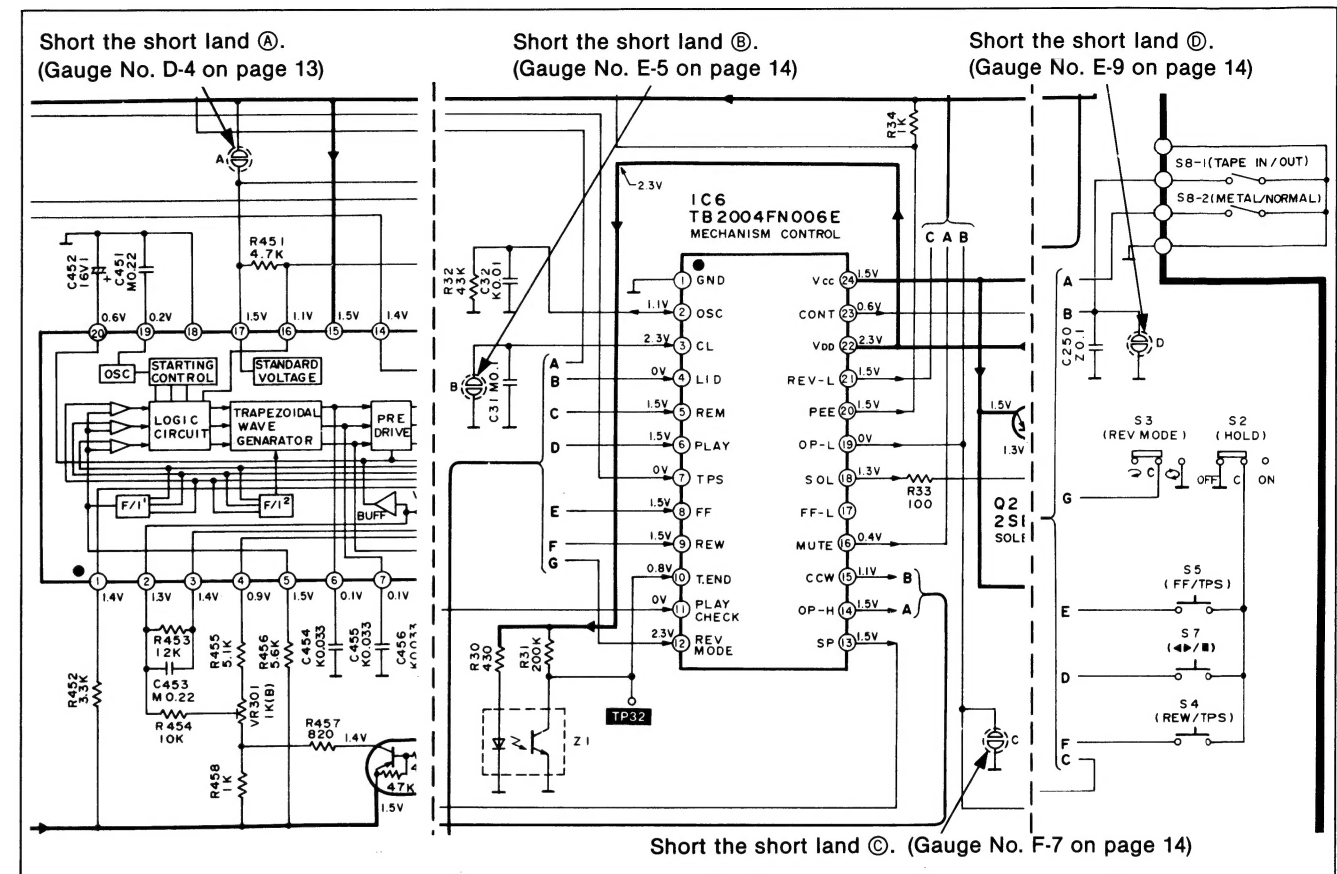 Short the short land Ⓐ.
(Gauge No. D-4 on page 13)
Short the short land Ⓑ.
(Gauge No. E-5 on page 14)
Short the short land Ⓓ.
(Gauge No. E-9 on page 14)
A
R451
4.7K
C452
16V1
+
C451
M0.22
0.6V
0.2V
1.5V
1.1V
1.5V
1.4V
20
19
18
17
16
15
14
OSC
STARTING
CONTROL
STANDARD
VOLTAGE
LOGIC
CIRCUIT
TRAPEZOIDAL
WAVE
GENARATOR
PRE
DRIVE
F/I¹
F/I²
BUFF
1
2
3
4
5
6
7
1.4V
1.3V
1.4V
0.9V
1.5V
0.1V
0.1V
R452
3.3K
R453
12K
C453
M0.22
R454
10K
R455
5.1K
VR301
1K(B)
R456
5.6K
C454
K0.033
C455
K0.033
C456
K0.033
R457
820
1.4V
R458
1K
47K
4
1.5V
2.3V
R34
1K
IC6
TB2004FN006E
MECHANISM CONTROL
C A B
R32
43K
C32
K0.01
B
C31 M0.1
1.1V
2.3V
0V
1.5V
1.5V
0V
1.5V
1.5V
0.8V
0V
2.3V
A
B
C
D
E
F
G
1 GND
2 OSC
3 CL
4 LID
5 REM
6 PLAY
7 TPS
8 FF
9 REW
10 T.END
11 PLAY
CHECK
12 REV
MODE
Vcc 24 1.5V
CONT 23 0.6V
VDD 22 2.3V
REV-L 21 1.5V
PEE 20 1.5V
OP-L 19 0V
SOL 18 1.3V
FF-L 17
MUTE 16 0.4V
CCW 15 1.1V B
OP-H 14 1.5V A
SP 13 1.5V
R33
100
1.5V
1.3V
Q2
2SB
SOLE
R30
430
R31
200K
TP32
Z1
C
Short the short land Ⓒ. (Gauge No. F-7 on page 14)
S8-1(TAPE IN/OUT)
S8-2(METAL/NORMAL)
A
B
C250
Z0.1
D
S3
(REV MODE)
S2
(HOLD)
C
OFF C ON
G
S5
(FF/TPS)
E
S7
(◀▶/■)
D
S4
(REW/TPS)
F
C